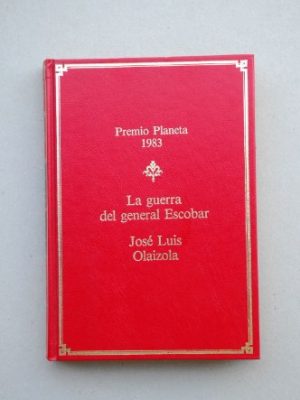 Premio Planeta
1983
La guerra
del general Escobar
José Luis
Olaizola